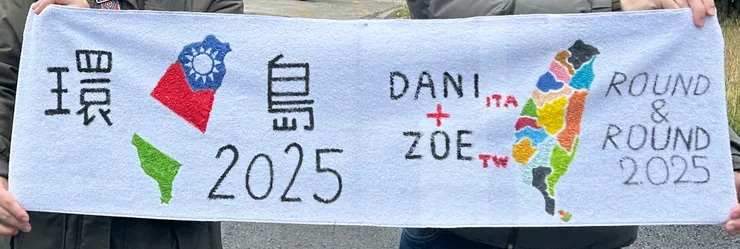 環島
2025
DANI ITA
+
ZOE TW
ROUND
&
ROUND
2025